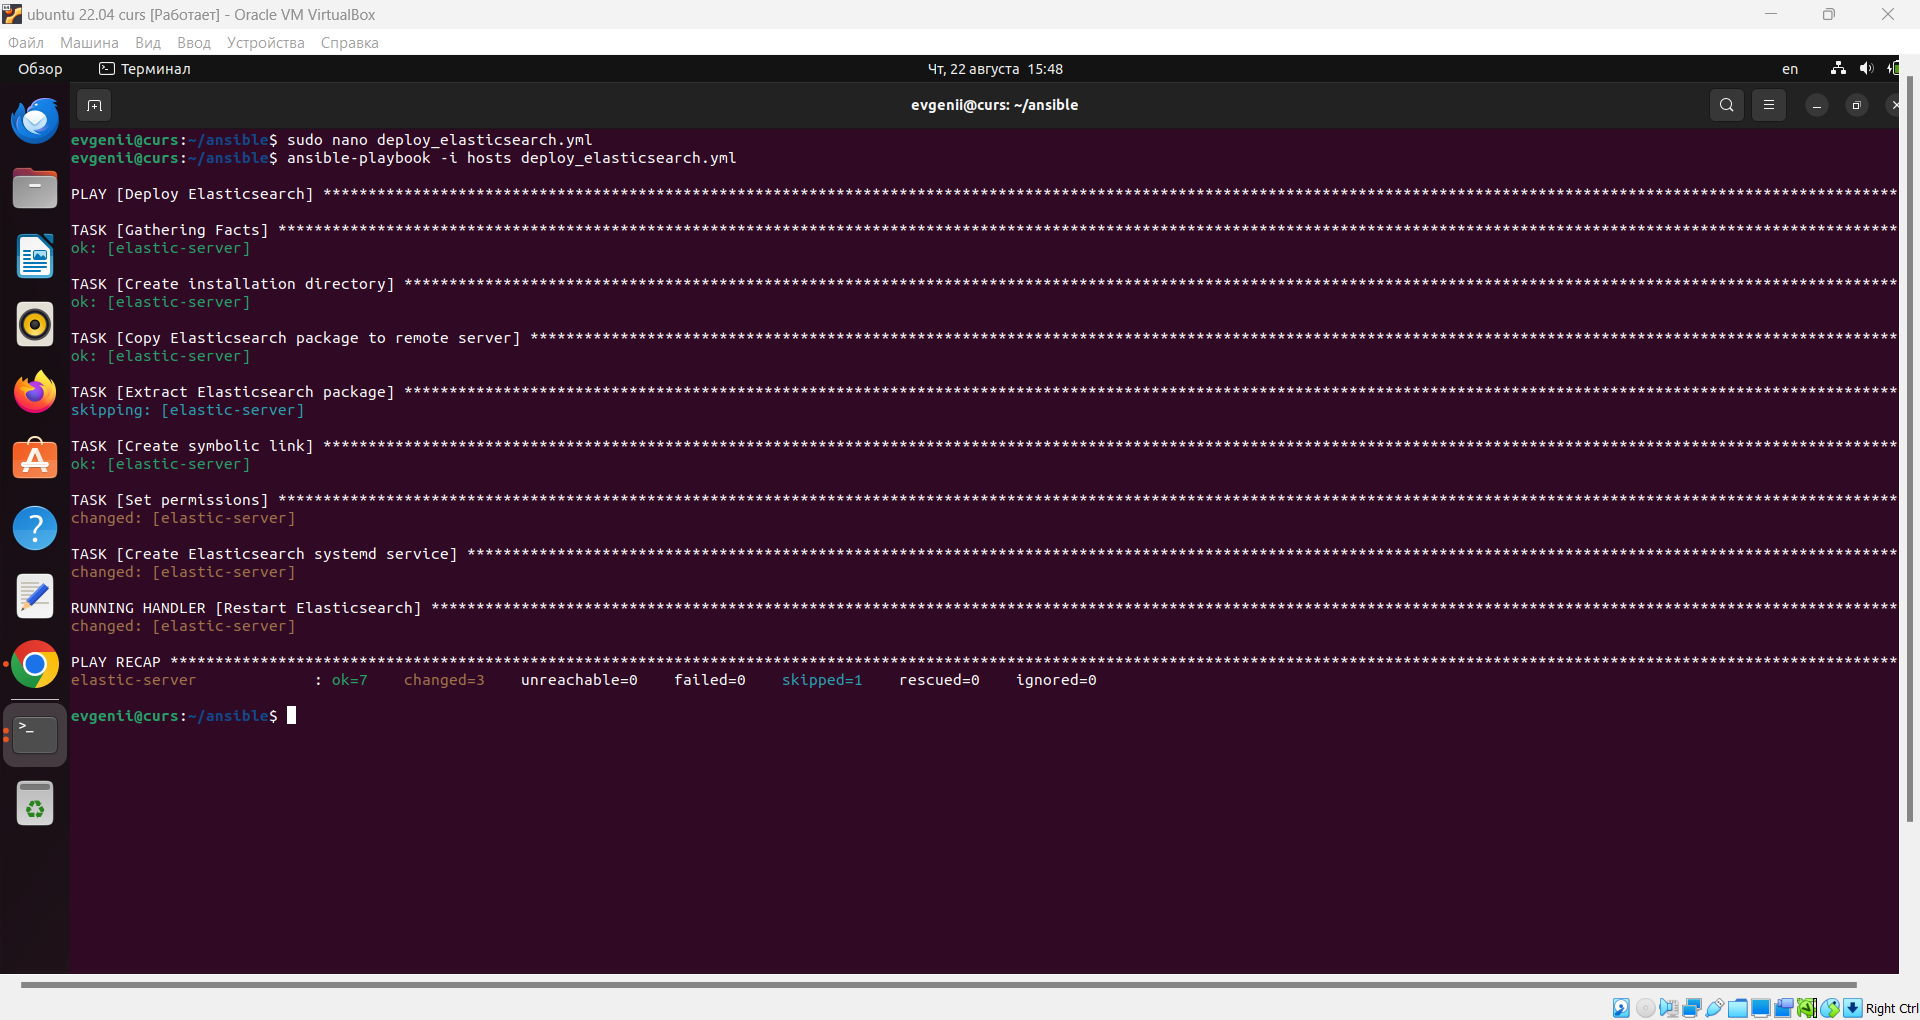 ubuntu 22.04 curs [Работает] - Oracle VM VirtualBox
Файл Машина Вид Ввод Устройства Справка
Обзор Терминал Чт, 22 августа 15:48 en
evgenii@curs: ~/ansible
evgenii@curs:~/ansible$ sudo nano deploy_elasticsearch.yml
evgenii@curs:~/ansible$ ansible-playbook -i hosts deploy_elasticsearch.yml
PLAY [Deploy Elasticsearch] ********************************************************************************
TASK [Gathering Facts] ********************************************************************************
ok: [elastic-server]
TASK [Create installation directory] ********************************************************************************
ok: [elastic-server]
TASK [Copy Elasticsearch package to remote server] ********************************************************************************
ok: [elastic-server]
TASK [Extract Elasticsearch package] ********************************************************************************
skipping: [elastic-server]
TASK [Create symbolic link] ********************************************************************************
ok: [elastic-server]
TASK [Set permissions] ********************************************************************************
changed: [elastic-server]
TASK [Create Elasticsearch systemd service] ********************************************************************************
changed: [elastic-server]
RUNNING HANDLER [Restart Elasticsearch] ********************************************************************************
changed: [elastic-server]
PLAY RECAP ********************************************************************************
elastic-server : ok=7 changed=3 unreachable=0 failed=0 skipped=1 rescued=0 ignored=0
evgenii@curs:~/ansible$
Right Ctrl